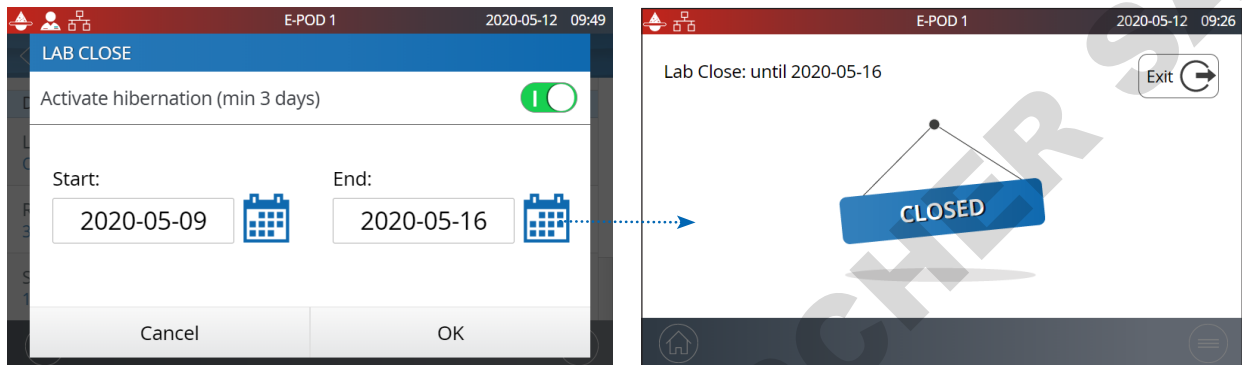 E-POD 1 2020-05-12 09:49
LAB CLOSE
Activate hibernation (min 3 days)
Start: End:
2020-05-09 2020-05-16
Cancel OK
E-POD 1 2020-05-12 09:26
Lab Close: until 2020-05-16
Exit
CLOSED